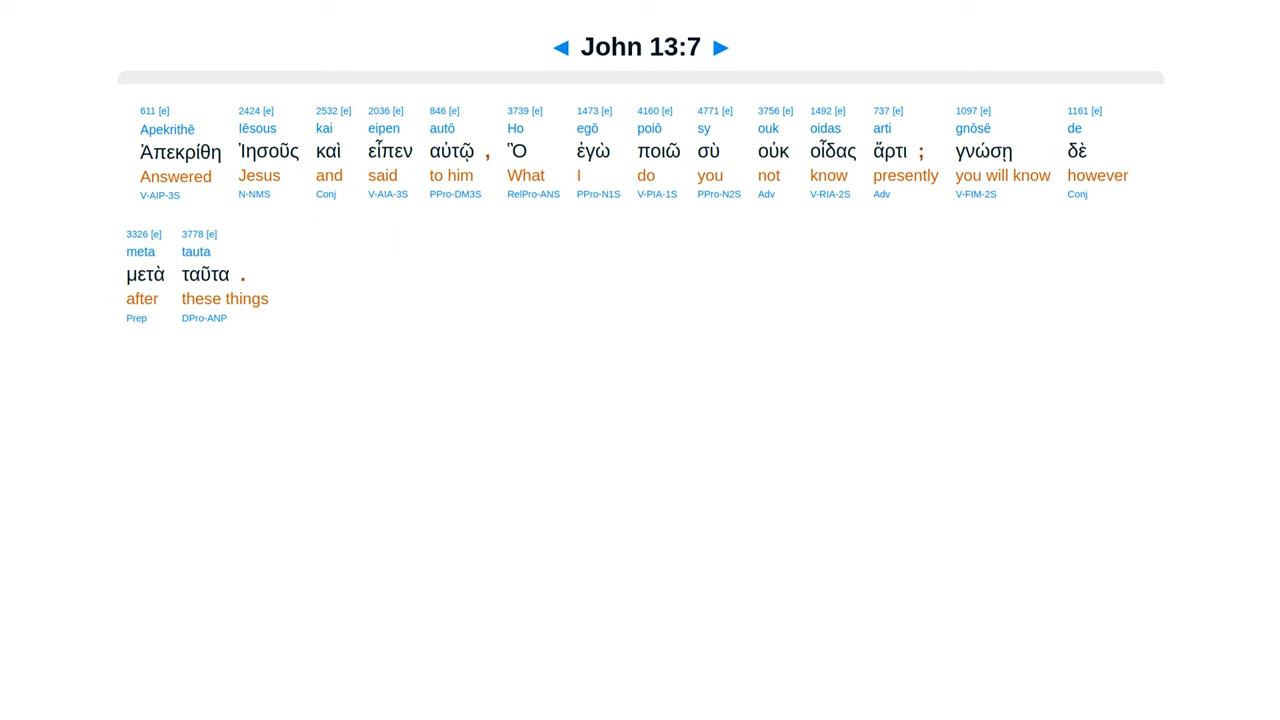 ◄ John 13:7 ►
611 [e] 2424 [e] 2532 [e] 2036 [e] 846 [e] 3739 [e] 1473 [e] 4160 [e] 4771 [e] 3756 [e] 1492 [e] 737 [e] 1097 [e] 1161 [e]
Apekrithē Iēsous kai eipen autō Ho egō poiō sy ouk oidas arti gnōsē de
Ἀπεκρίθη Ἰησοῦς καὶ εἶπεν αὐτῷ , Ὃ ἐγὼ ποιῶ σὺ οὐκ οἶδας ἄρτι ; γνώσῃ δὲ
Answered Jesus and said to him What I do you not know presently you will know however
V-AIP-3S N-NMS Conj V-AIA-3S PPro-DM3S RelPro-ANS PPro-N1S V-PIA-1S PPro-N2S Adv V-RIA-2S Adv V-FIM-2S Conj
3326 [e] 3778 [e]
meta tauta
μετὰ ταῦτα .
after these things
Prep DPro-ANP